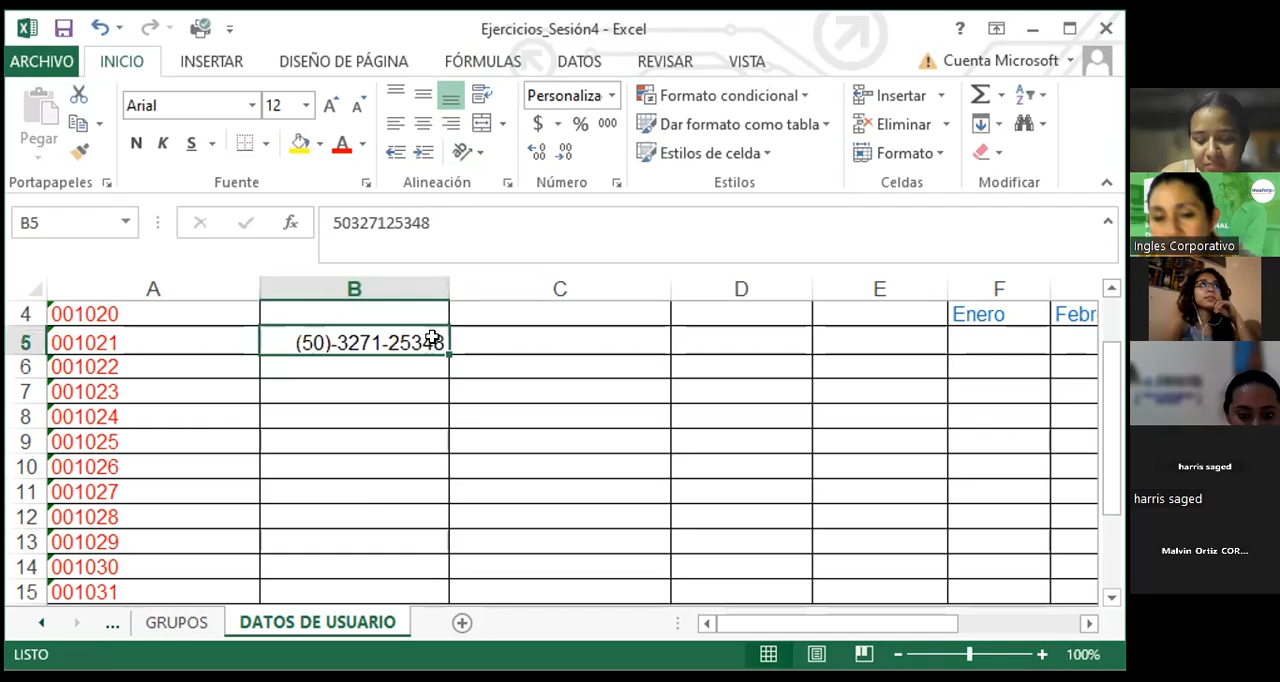 Ejercicios_Sesión4 - Excel
?
ARCHIVO INICIO INSERTAR DISEÑO DE PÁGINA FÓRMULAS DATOS REVISAR VISTA Cuenta Microsoft
Pegar
Arial 12
N K S A
Personaliza
$ % 000
Formato condicional
Dar formato como tabla
Estilos de celda
Insertar
Eliminar
Formato
Portapapeles Fuente Alineación Número Estilos Celdas Modificar
B5 fx 50327125348
A B C D E F
4 001020 Enero Febr
5 001021 (50)-3271-25348
6 001022
7 001023
8 001024
9 001025
10 001026
11 001027
12 001028
13 001029
14 001030
15 001031
... GRUPOS DATOS DE USUARIO
LISTO 100%
Ingles Corporativo
harris saged
harris saged
Malvin Ortiz COR...